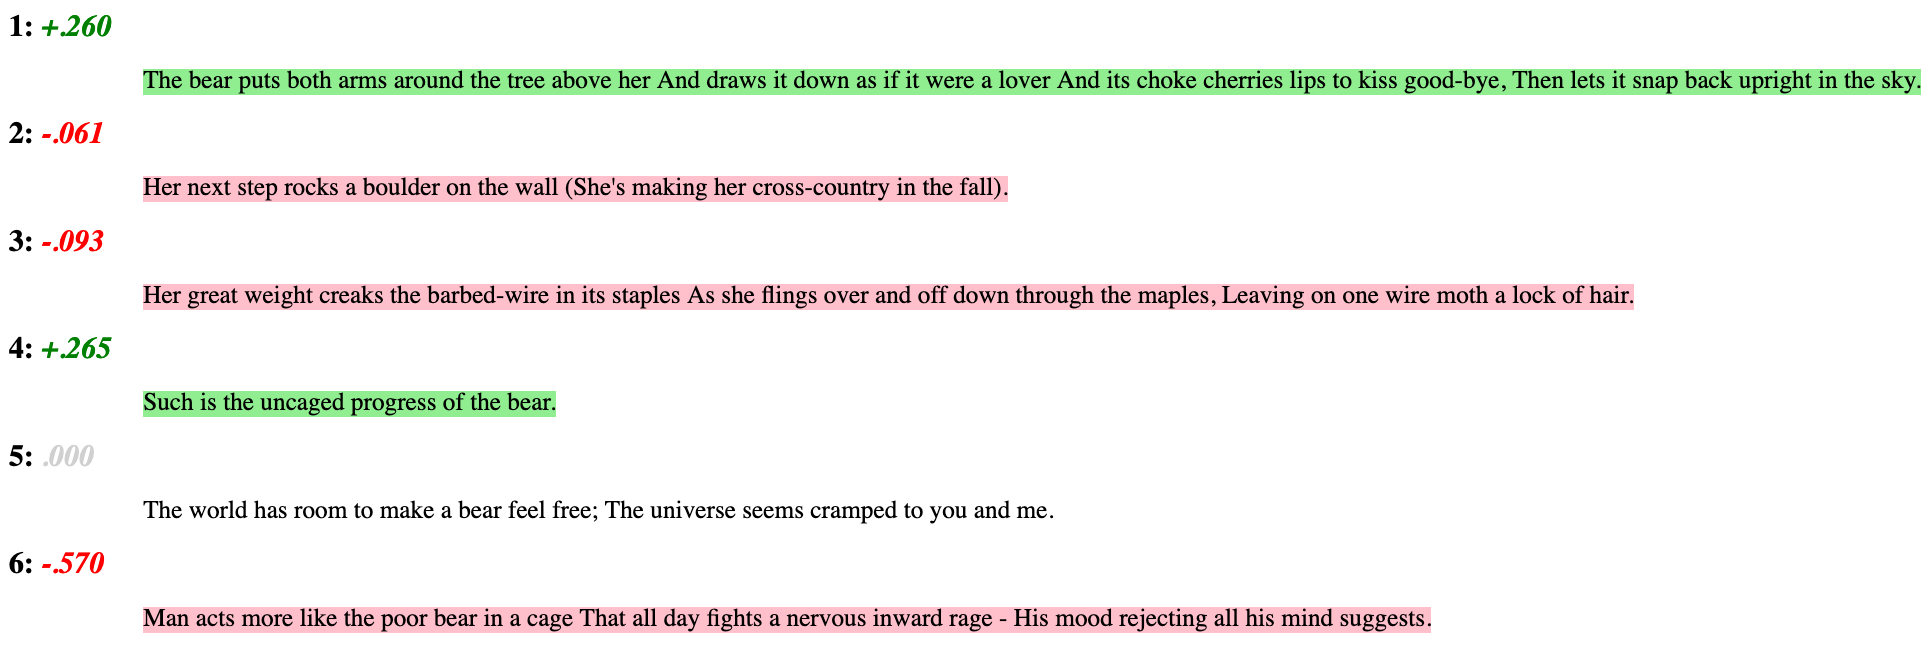 1: +.260
The bear puts both arms around the tree above her And draws it down as if it were a lover And its choke cherries lips to kiss good-bye, Then lets it snap back upright in the sky.
2: -.061
Her next step rocks a boulder on the wall (She's making her cross-country in the fall).
3: -.093
Her great weight creaks the barbed-wire in its staples As she flings over and off down through the maples, Leaving on one wire moth a lock of hair.
4: +.265
Such is the uncaged progress of the bear.
5: .000
The world has room to make a bear feel free; The universe seems cramped to you and me.
6: -.570
Man acts more like the poor bear in a cage That all day fights a nervous inward rage - His mood rejecting all his mind suggests.